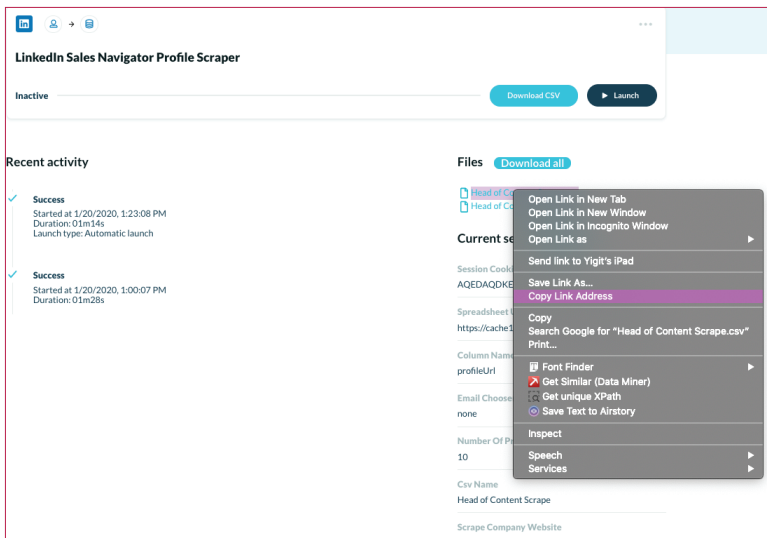 in
LinkedIn Sales Navigator Profile Scraper
Inactive
Download CSV
Launch
Recent activity
Success
Started at 1/20/2020, 1:23:08 PM
Duration: 01m14s
Launch type: Automatic launch
Success
Started at 1/20/2020, 1:00:07 PM
Duration: 01m28s
Files
Download all
Head of Co
Head of Co
Current se
Session Cooki
AQEDAQDKE
Spreadsheet U
https://cache1
Column Name
profileUrl
Email Choose
none
Number Of Pr
10
Csv Name
Head of Content Scrape
Scrape Company Website
Open Link in New Tab
Open Link in New Window
Open Link in Incognito Window
Open Link as
Send link to Yigit's iPad
Save Link As...
Copy Link Address
Copy
Search Google for “Head of Content Scrape.csv”
Print...
Font Finder
Get Similar (Data Miner)
Get unique XPath
Save Text to Airstory
Inspect
Speech
Services